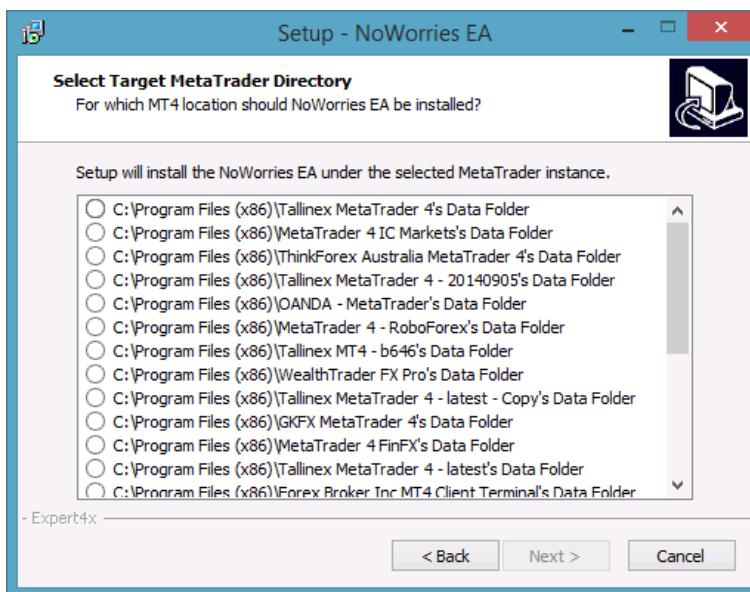 Setup - NoWorries EA
Select Target MetaTrader Directory
For which MT4 location should NoWorries EA be installed?
Setup will install the NoWorries EA under the selected MetaTrader instance.
C:\Program Files (x86)\Tallinex MetaTrader 4's Data Folder
C:\Program Files (x86)\MetaTrader 4 IC Markets's Data Folder
C:\Program Files (x86)\ThinkForex Australia MetaTrader 4's Data Folder
C:\Program Files (x86)\Tallinex MetaTrader 4 - 20140905's Data Folder
C:\Program Files (x86)\OANDA - MetaTrader's Data Folder
C:\Program Files (x86)\MetaTrader 4 - RoboForex's Data Folder
C:\Program Files (x86)\Tallinex MT4 - b646's Data Folder
C:\Program Files (x86)\WealthTrader FX Pro's Data Folder
C:\Program Files (x86)\Tallinex MetaTrader 4 - latest - Copy's Data Folder
C:\Program Files (x86)\GKFX MetaTrader 4's Data Folder
C:\Program Files (x86)\MetaTrader 4 FinFX's Data Folder
C:\Program Files (x86)\Tallinex MetaTrader 4 - latest's Data Folder
C:\Program Files (x86)\Forex Broker Inc MT4 Client Terminal's Data Folder
- Expert4x
< Back Next > Cancel